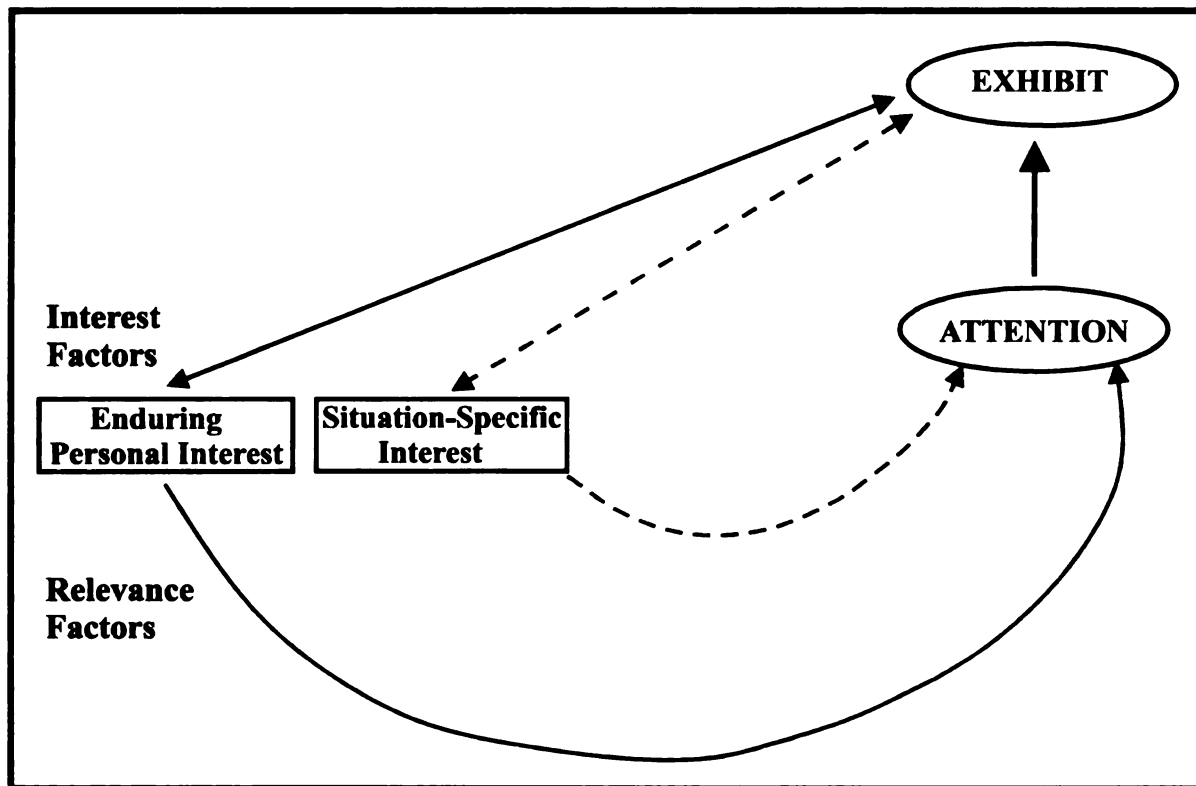 EXHIBIT
ATTENTION
Interest
Factors
Enduring
Personal Interest
Situation-Specific
Interest
Relevance
Factors